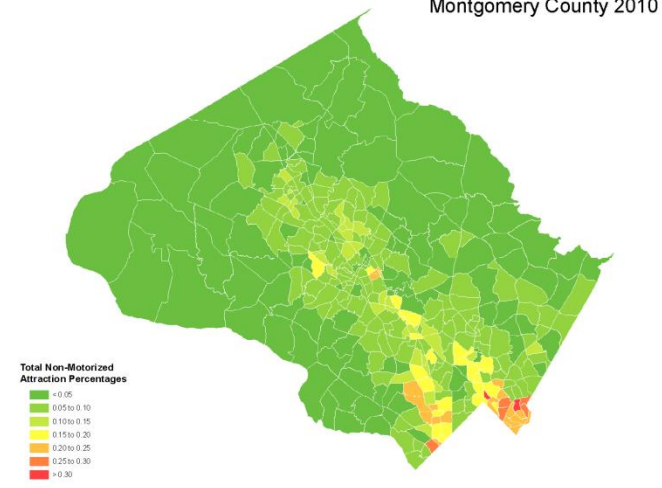 Montgomery County 2010
Total Non-Motorized
Attraction Percentages
< 0.05
0.05 to 0.10
0.10 to 0.15
0.15 to 0.20
0.20 to 0.25
0.25 to 0.30
> 0.30